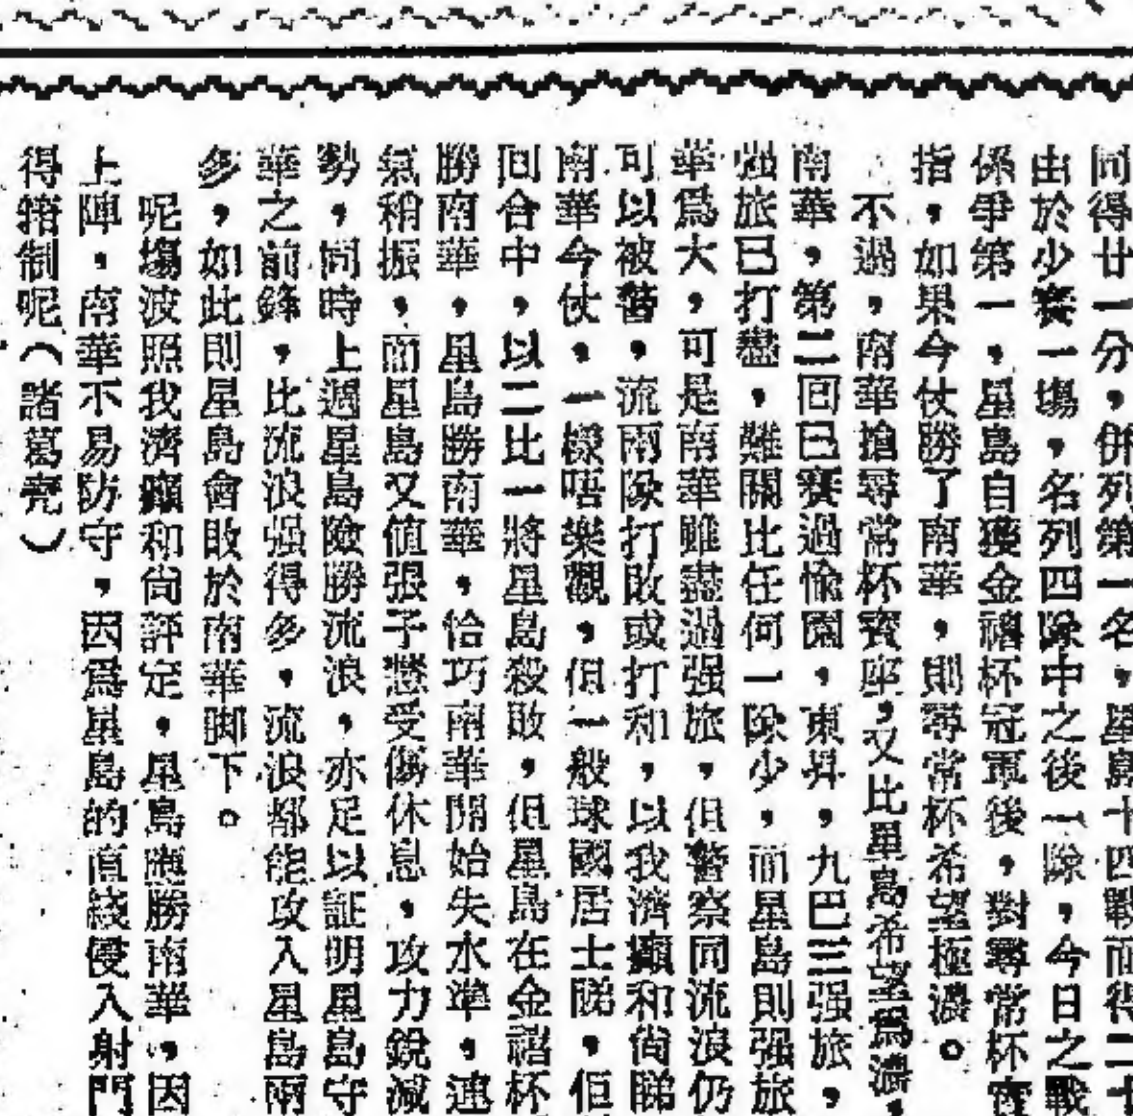 同得廿一分，併列第一名，星島十四戰而得二十
由於少賽一場，名列四隊中之後一隊，今日之戰
係爭第一，星島自獲金禧杯冠軍後，對尋常杯寶
指，如果今仗勝了南華，則尋常杯希望極濃。
不過，南華搶尋常杯寶座，又比星島希望爲濃，
南華，第二回已賽過愉園，東昇，九巴三强旅，
强旅已打盡，難關比任何一隊少，而星島則强旅
華爲大，可是南華雖盡過强旅，但警察同流浪仍
可以被警，流兩隊打敗或打和，以我濟癲和尚睇
南華今仗，一樣唔樂觀，但一般球國居士睇，佢
回合中，以二比一將星島殺敗，但星島在金禧杯
勝南華，星島勝南華，恰巧南華開始失水準，連
氣稍振，而星島又值張子慧受傷休息，攻力銳減
勢，同時上週星島險勝流浪，亦足以証明星島守
華之前鋒，比流浪强得多，流浪都能攻入星島兩
多，如此則星島會敗於南華脚下。
呢塲波照我濟癲和尚評定，星島應勝南華，因
上陣，南華不易防守，因爲星島的直綫侵入射門
得箝制呢（諸葛亮）